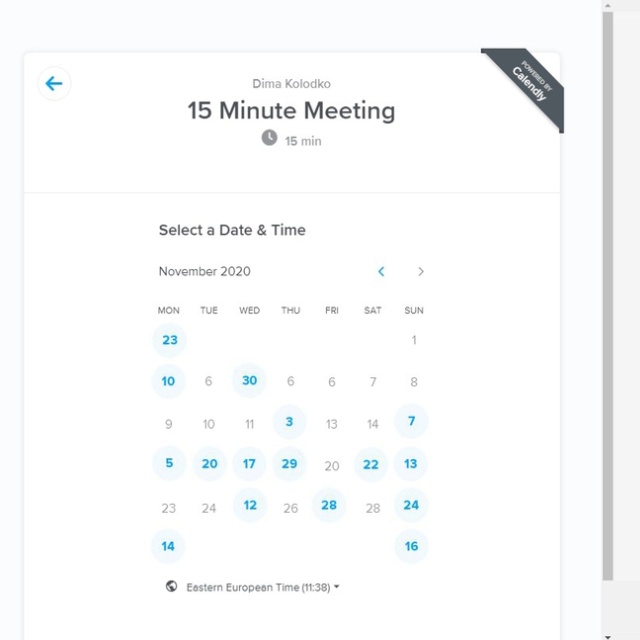 POWERED BY
Calendly
Dima Kolodko
15 Minute Meeting
15 min
Select a Date & Time
November 2020
MON TUE WED THU FRI SAT SUN
23 1
10 6 30 6 6 7 8
9 10 11 3 13 14 7
5 20 17 29 20 22 13
23 24 12 26 28 28 24
14 16
Eastern European Time (11:38)